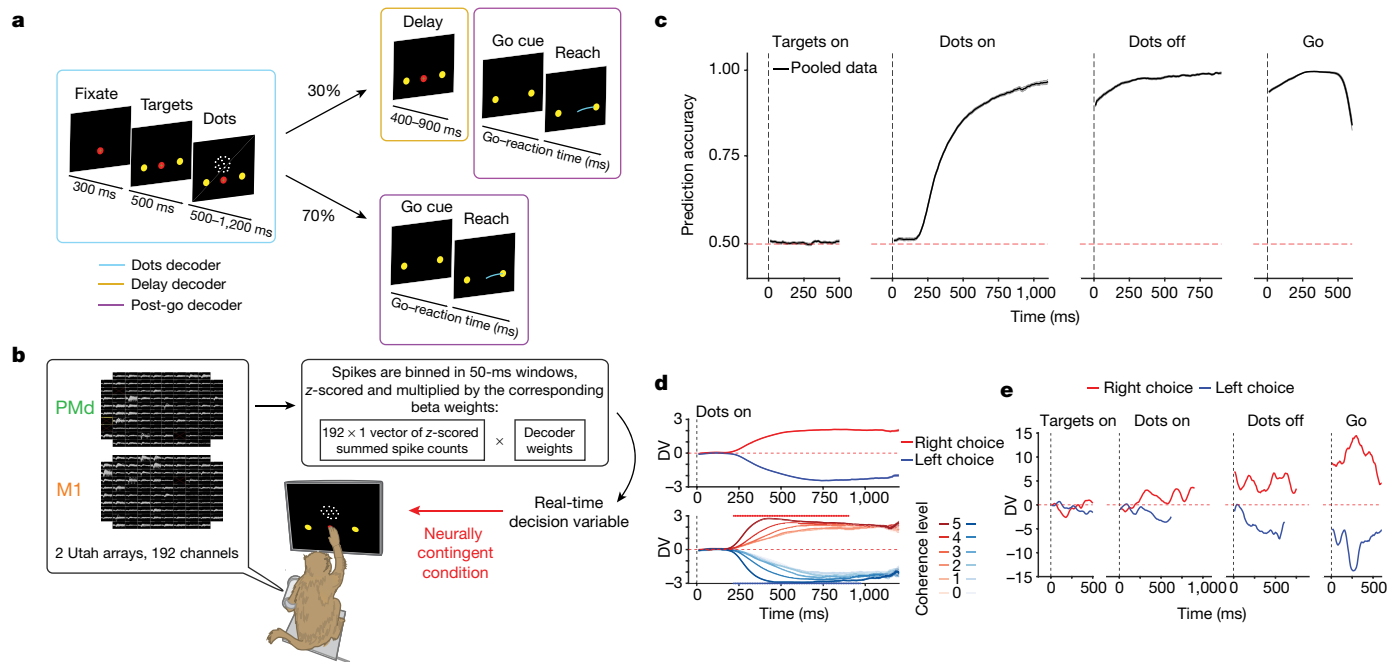 a
Fixate
Targets
Dots
300 ms
500 ms
500–1,200 ms
30%
70%
Delay
400–900 ms
Go cue
Reach
Go–reaction time (ms)
Go cue
Reach
Go–reaction time (ms)
Dots decoder
Delay decoder
Post-go decoder
b
PMd
M1
2 Utah arrays, 192 channels
Spikes are binned in 50-ms windows,
z-scored and multiplied by the corresponding
beta weights:
192 × 1 vector of z-scored
summed spike counts
×
Decoder
weights
Real-time
decision variable
Neurally
contingent
condition
c
Targets on
Dots on
Dots off
Go
Pooled data
Prediction accuracy
1.00
0.75
0.50
0 500
0 250 500 750 1,000
0 250 500 750
0 500
Time (ms)
d
Dots on
DV
3
0
–3
Right choice
Left choice
DV
3
0
–3
0 250 500 750 1,000
Time (ms)
Coherence level
5
4
3
2
1
0
e
Right choice
Left choice
Targets on
Dots on
Dots off
Go
DV
15
10
5
0
–5
–10
–15
0 500
0 250 500 750 1,000
0 250 500 750
0 500
Time (ms)